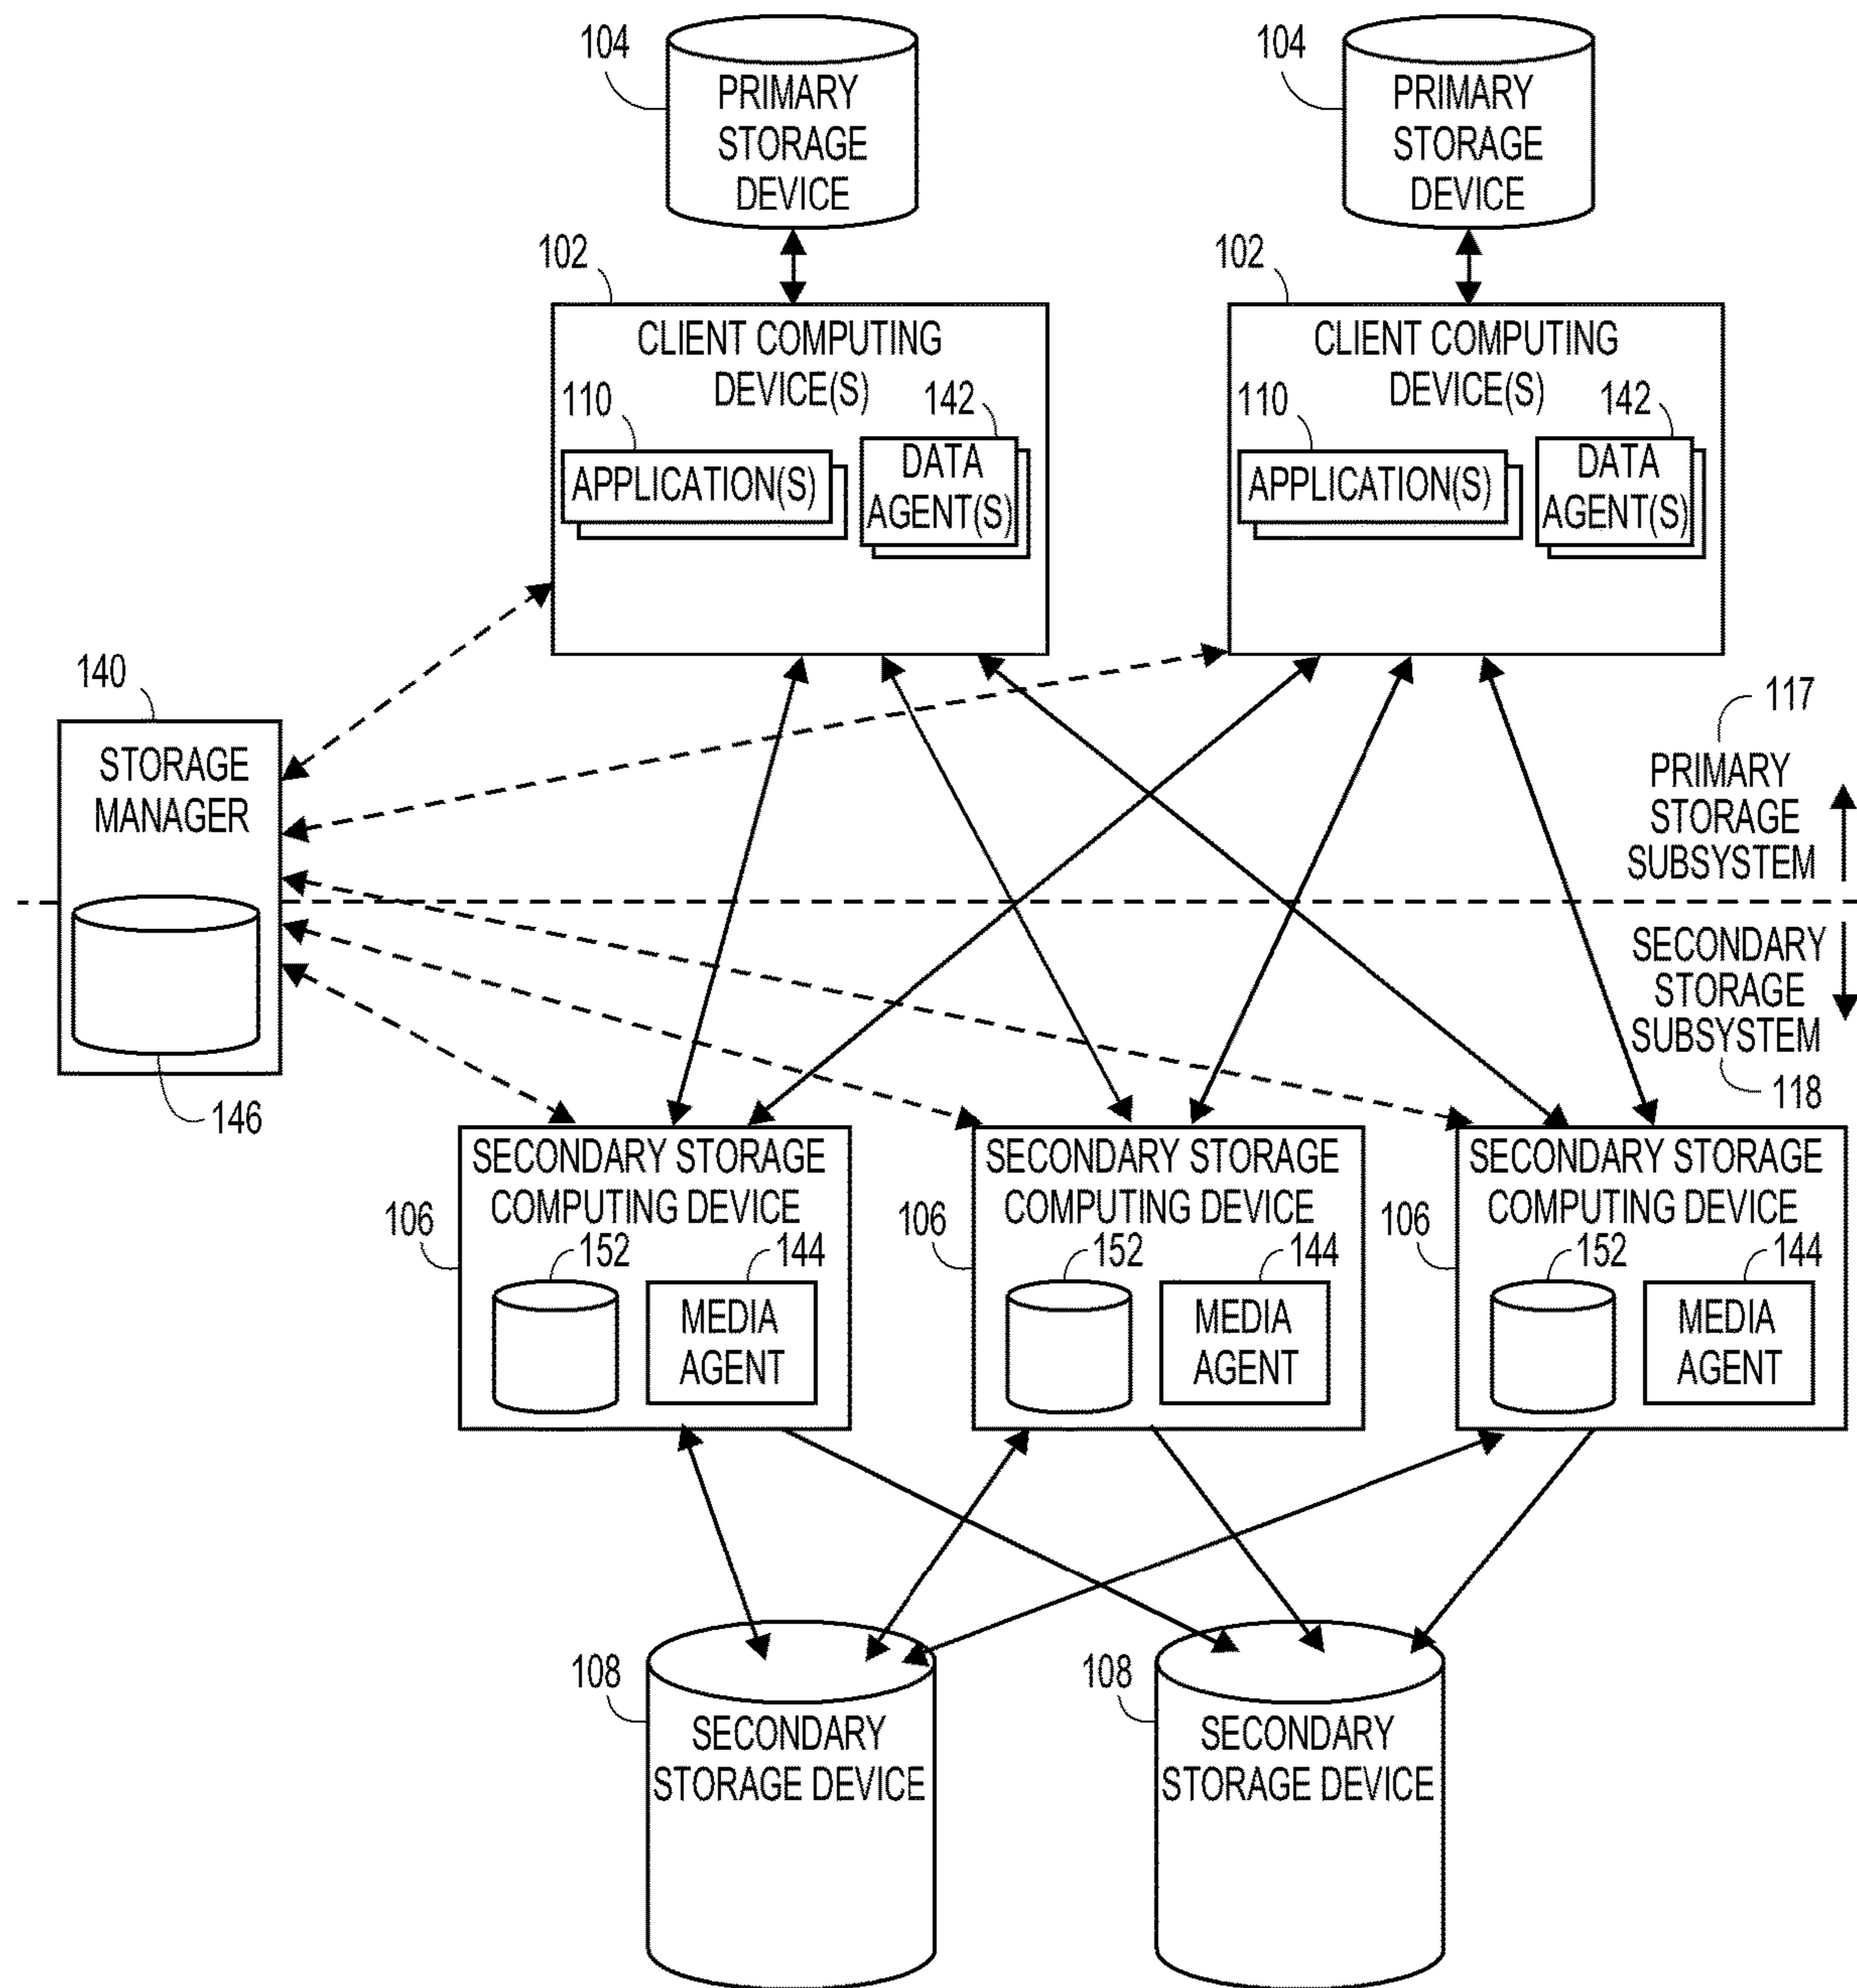 104
PRIMARY
STORAGE
DEVICE
104
PRIMARY
STORAGE
DEVICE
102
CLIENT COMPUTING
DEVICE(S)
110
142
APPLICATION(S)
DATA
AGENT(S)
102
CLIENT COMPUTING
DEVICE(S)
110
142
APPLICATION(S)
DATA
AGENT(S)
140
STORAGE
MANAGER
146
117
PRIMARY
STORAGE
SUBSYSTEM
SECONDARY
STORAGE
SUBSYSTEM
118
106
SECONDARY STORAGE
COMPUTING DEVICE
152
144
MEDIA
AGENT
106
SECONDARY STORAGE
COMPUTING DEVICE
152
144
MEDIA
AGENT
106
SECONDARY STORAGE
COMPUTING DEVICE
152
144
MEDIA
AGENT
108
SECONDARY
STORAGE DEVICE
108
SECONDARY
STORAGE DEVICE